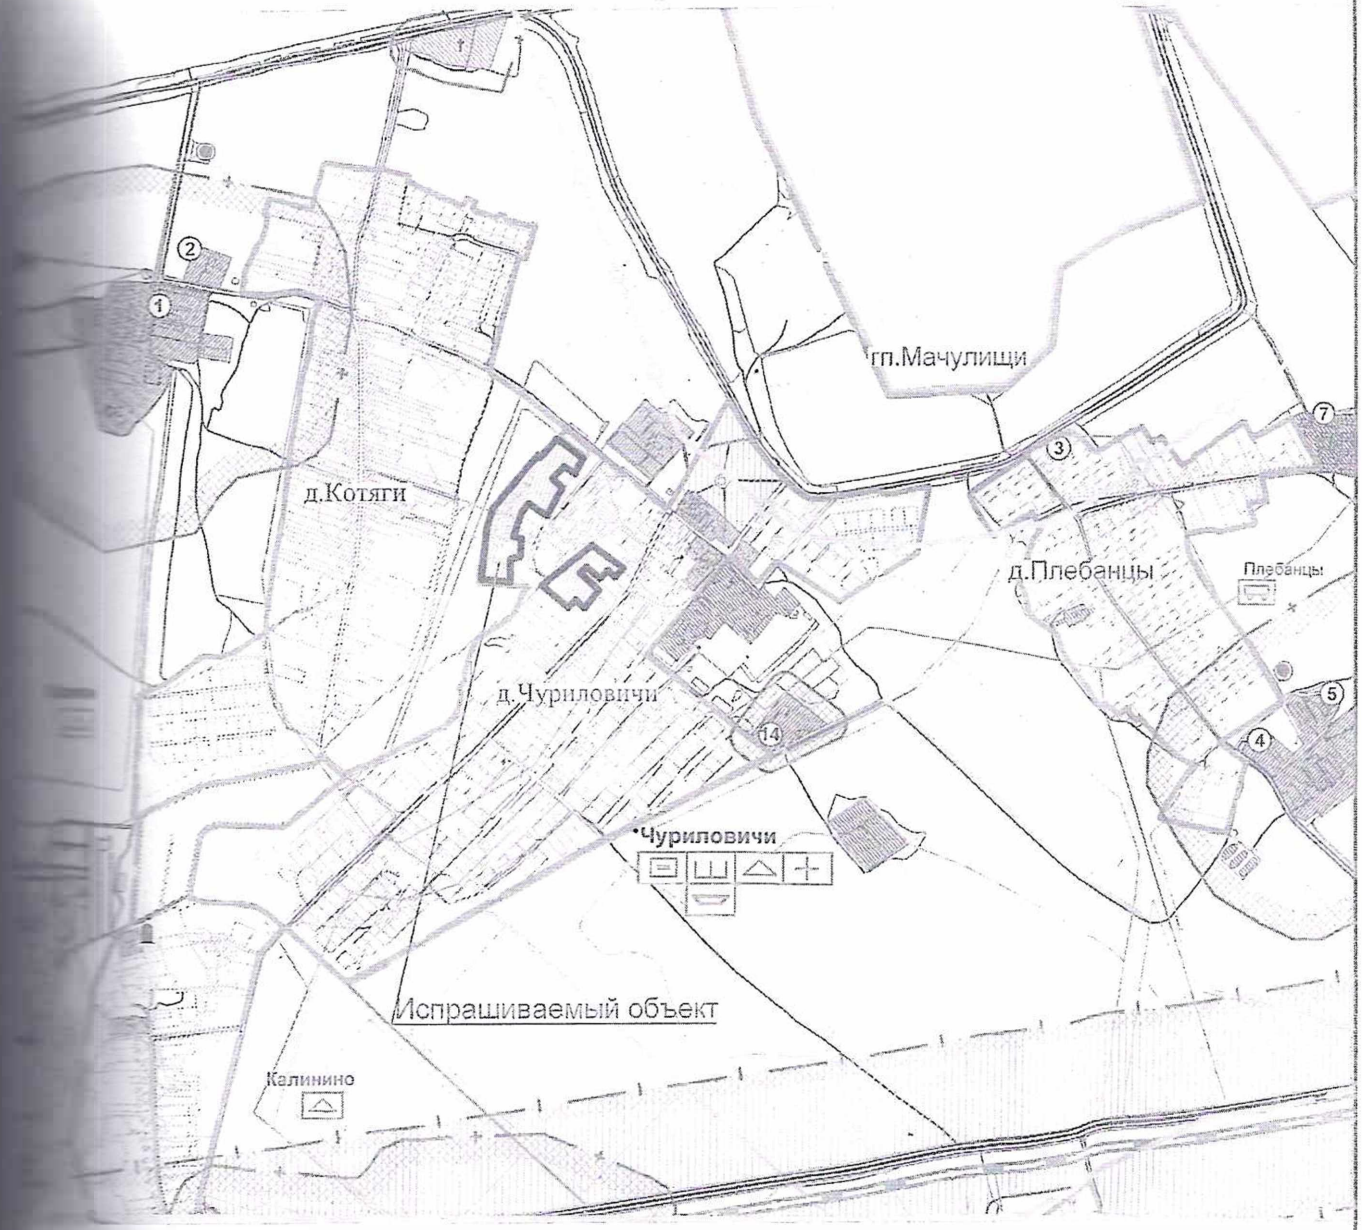 2
1
гп.Мачулищи
7
3
д.Котяги
д.Плебанцы
Плебанцы
д.Чуриловичи
5
14
4
Чуриловичи
Испрашиваемый объект
Калинино